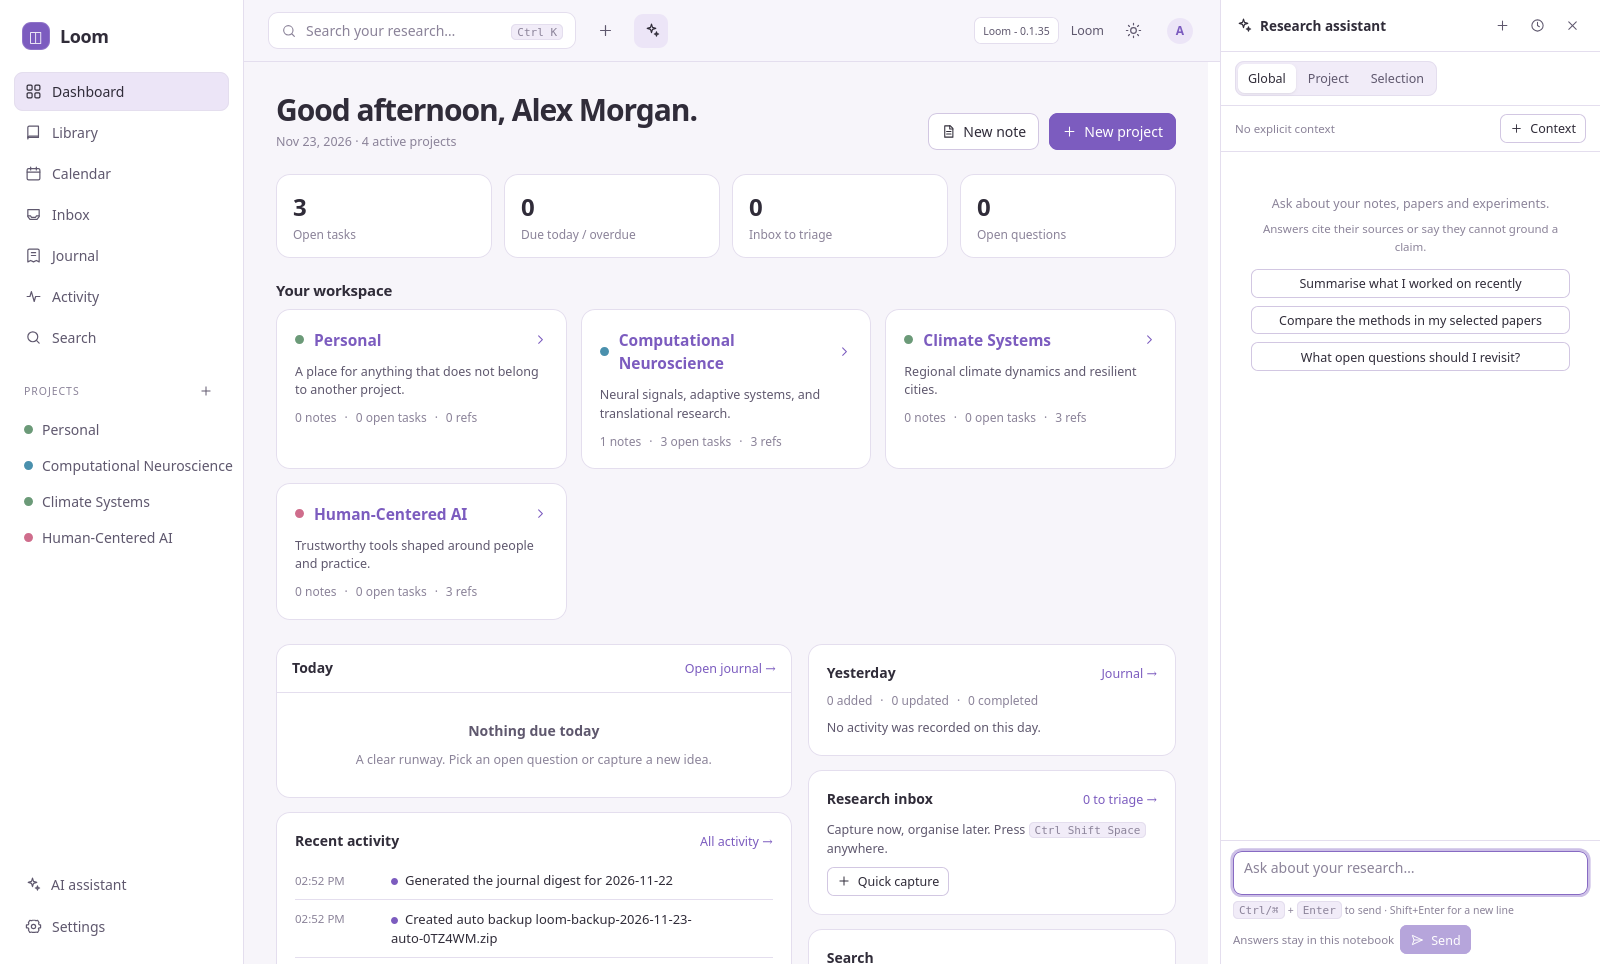 Loom
Dashboard
Library
Calendar
Inbox
Journal
Activity
Search
PROJECTS
Personal
Computational Neuroscience
Climate Systems
Human-Centered AI
AI assistant
Settings
Search your research... Ctrl K
Loom - 0.1.35 Loom A
Good afternoon, Alex Morgan.
Nov 23, 2026 · 4 active projects
New note
New project
3
Open tasks
0
Due today / overdue
0
Inbox to triage
0
Open questions
Your workspace
Personal
A place for anything that does not belong
to another project.
0 notes · 0 open tasks · 0 refs
Computational
Neuroscience
Neural signals, adaptive systems, and
translational research.
1 notes · 3 open tasks · 3 refs
Climate Systems
Regional climate dynamics and resilient
cities.
0 notes · 0 open tasks · 3 refs
Human-Centered AI
Trustworthy tools shaped around people
and practice.
0 notes · 0 open tasks · 3 refs
Today Open journal →
Nothing due today
A clear runway. Pick an open question or capture a new idea.
Recent activity All activity →
02:52 PM Generated the journal digest for 2026-11-22
02:52 PM Created auto backup loom-backup-2026-11-23-
auto-0TZ4WM.zip
Yesterday Journal →
0 added · 0 updated · 0 completed
No activity was recorded on this day.
Research inbox 0 to triage →
Capture now, organise later. Press Ctrl Shift Space
anywhere.
Quick capture
Search
Research assistant
Global Project Selection
No explicit context
Context
Ask about your notes, papers and experiments.
Answers cite their sources or say they cannot ground a
claim.
Summarise what I worked on recently
Compare the methods in my selected papers
What open questions should I revisit?
Ask about your research...
Ctrl/⌘ + Enter to send · Shift+Enter for a new line
Answers stay in this notebook
Send